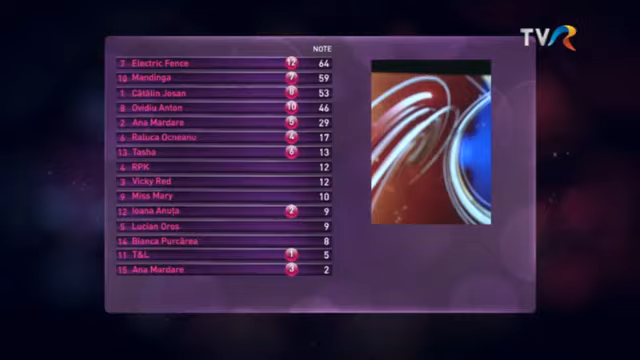 TVR
NOTE
7 Electric Fence 12 64
10 Mandinga 7 59
1 Cătălin Josan 8 53
8 Ovidiu Anton 10 46
2 Ana Mardare 5 29
6 Raluca Ocneanu 4 17
13 Tasha 6 13
4 RPK 12
3 Vicky Red 12
9 Miss Mary 10
12 Ioana Anuța 2 9
5 Lucian Oros 9
14 Bianca Purcărea 8
11 T&L 1 5
15 Ana Mardare 3 2